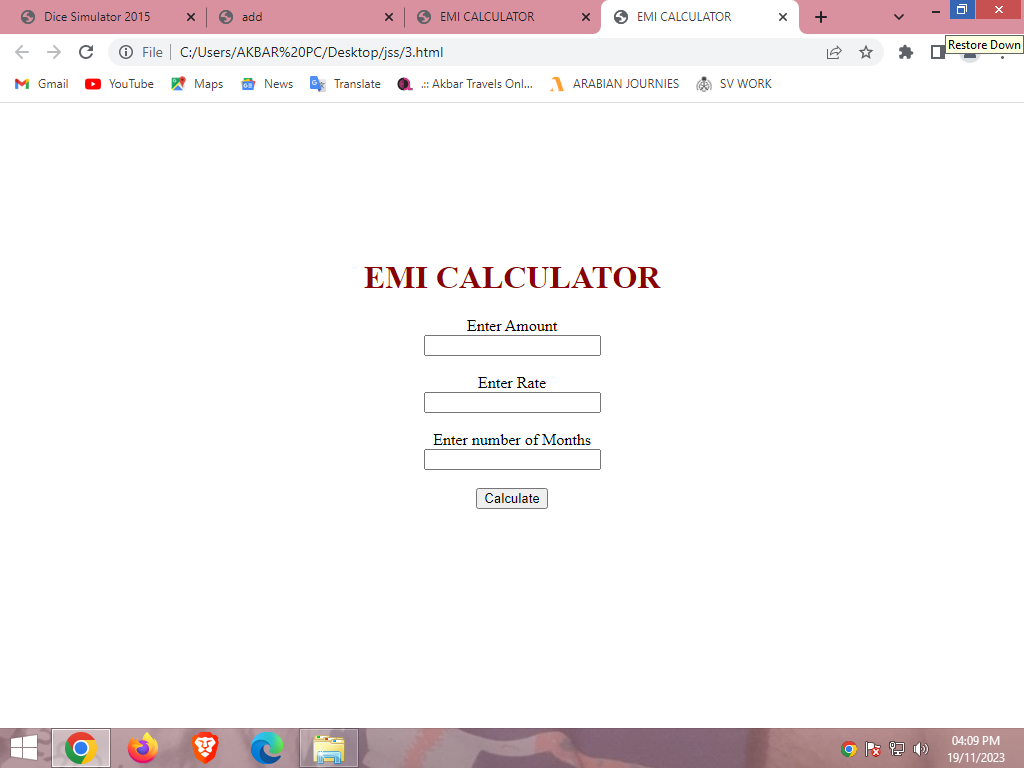 Dice Simulator 2015
add
EMI CALCULATOR
EMI CALCULATOR
File
C:/Users/AKBAR%20PC/Desktop/jss/3.html
Restore Down
Gmail
YouTube
Maps
News
Translate
.:: Akbar Travels Onl...
ARABIAN JOURNIES
SV WORK
EMI CALCULATOR
Enter Amount
Enter Rate
Enter number of Months
Calculate
04:09 PM
19/11/2023